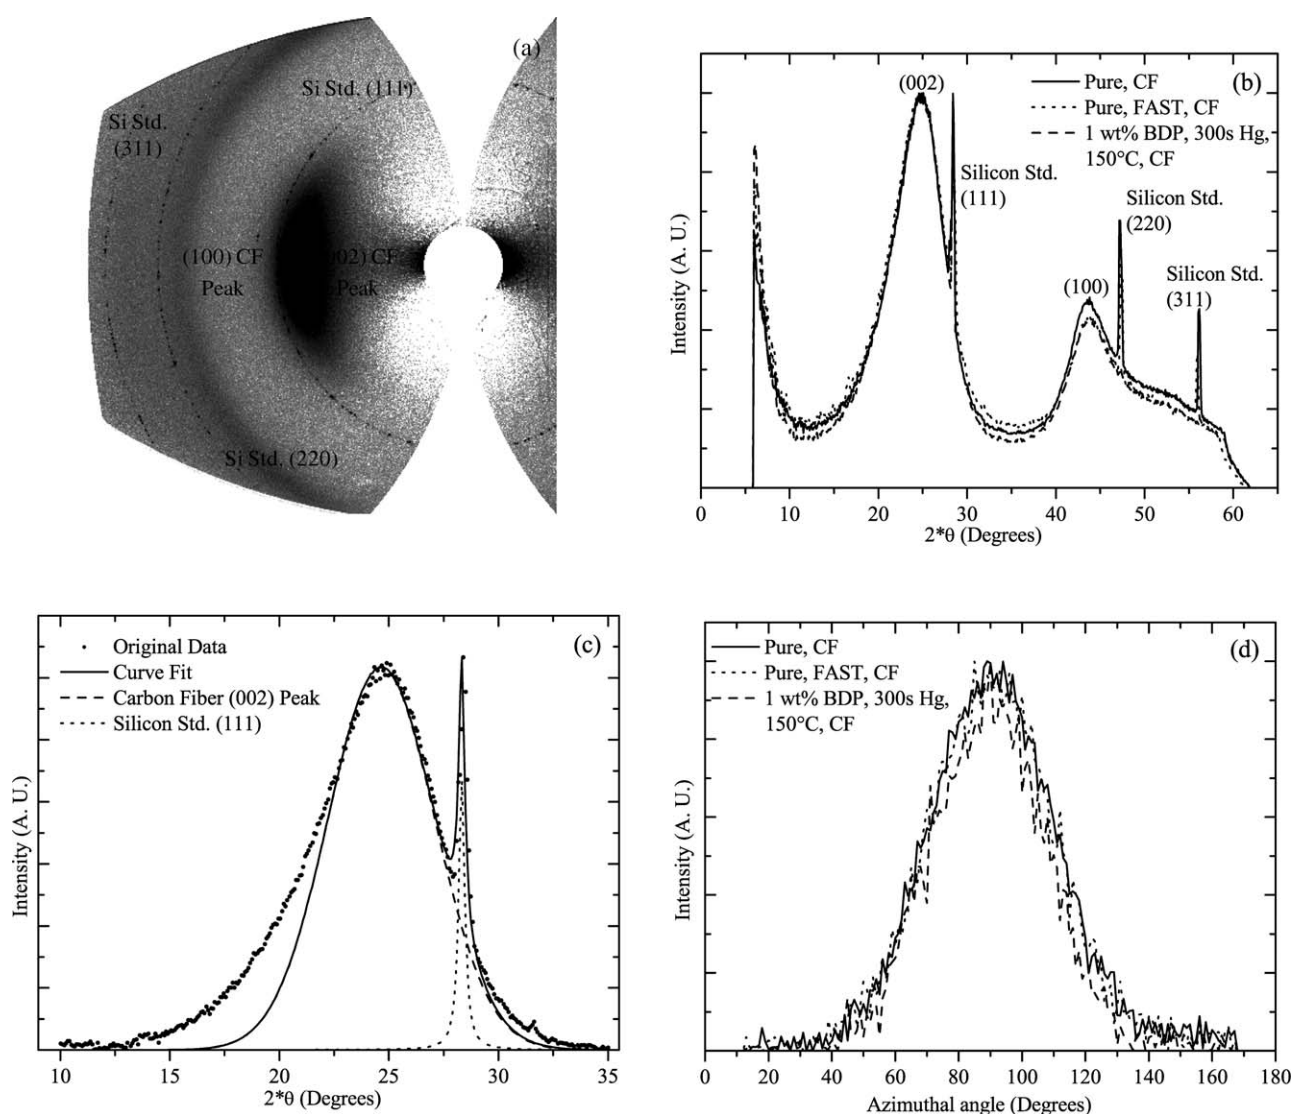 (a)
Si Std. (111)
Si Std.
(311)
(100) CF
Peak
002) CF
Peak
Si Std. (220)
(b)
Pure, CF
Pure, FAST, CF
1 wt% BDP, 300s Hg,
150°C, CF
(002)
Silicon Std.
(111)
Silicon Std.
(220)
(100)
Silicon Std.
(311)
Intensity (A. U.)
0 10 20 30 40 50 60
2*θ (Degrees)
(c)
Original Data
Curve Fit
Carbon Fiber (002) Peak
Silicon Std. (111)
Intensity (A. U.)
10 15 20 25 30 35
2*θ (Degrees)
(d)
Pure, CF
Pure, FAST, CF
1 wt% BDP, 300s Hg,
150°C, CF
Intensity (A. U.)
0 20 40 60 80 100 120 140 160 180
Azimuthal angle (Degrees)